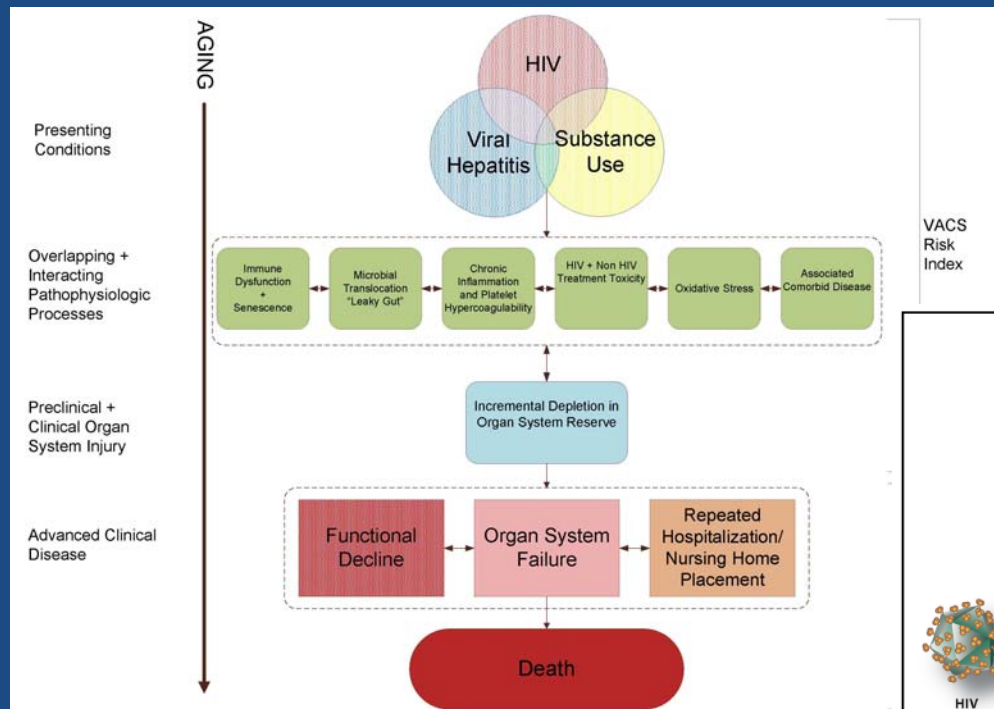 AGING
HIV
Viral
Hepatitis
Substance
Use
Presenting
Conditions
VACS
Risk
Index
Overlapping +
Interacting
Pathophysiologic
Processes
Immune
Dysfunction
+
Senescence
Microbial
Translocation
"Leaky Gut"
Chronic
Inflammation
and Platelet
Hypercoagulability
HIV + Non HIV
Treatment Toxicity
Oxidative Stress
Associated
Comorbid Disease
Preclinical +
Clinical Organ
System Injury
Incremental Depletion in
Organ System Reserve
Advanced Clinical
Disease
Functional
Decline
Organ System
Failure
Repeated
Hospitalization/
Nursing Home
Placement
Death
HIV